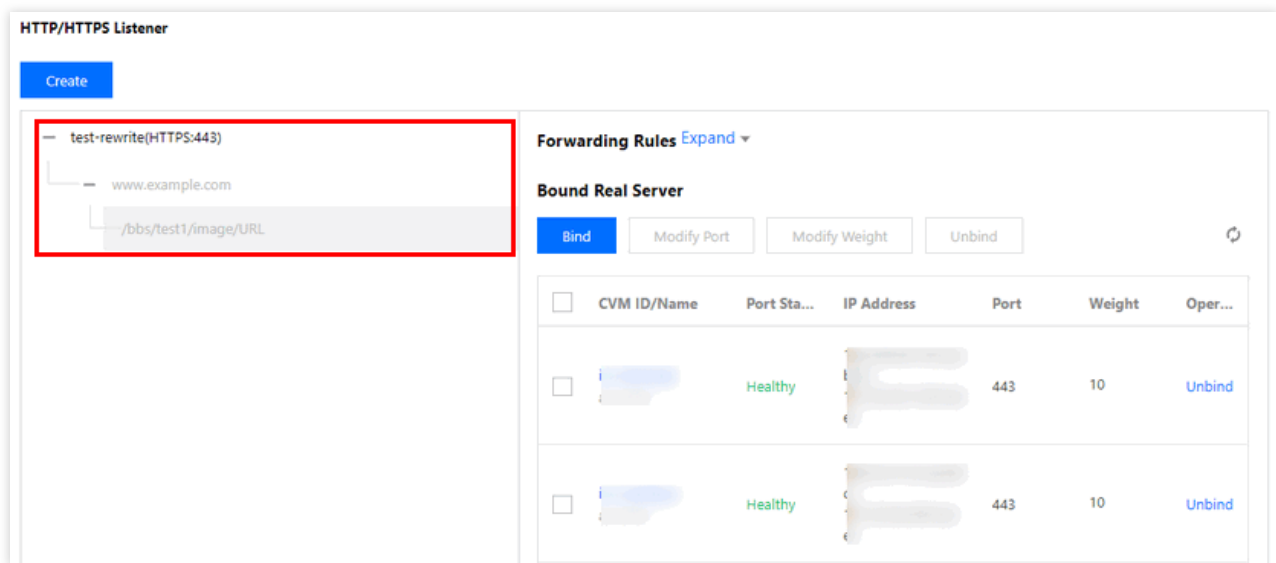 HTTP/HTTPS Listener
Create
test-rewrite(HTTPS:443)
www.example.com
/bbs/test1/image/URL
Forwarding Rules Expand
Bound Real Server
Bind Modify Port Modify Weight Unbind
CVM ID/Name Port Sta... IP Address Port Weight Oper...
Healthy 443 10 Unbind
Healthy 443 10 Unbind